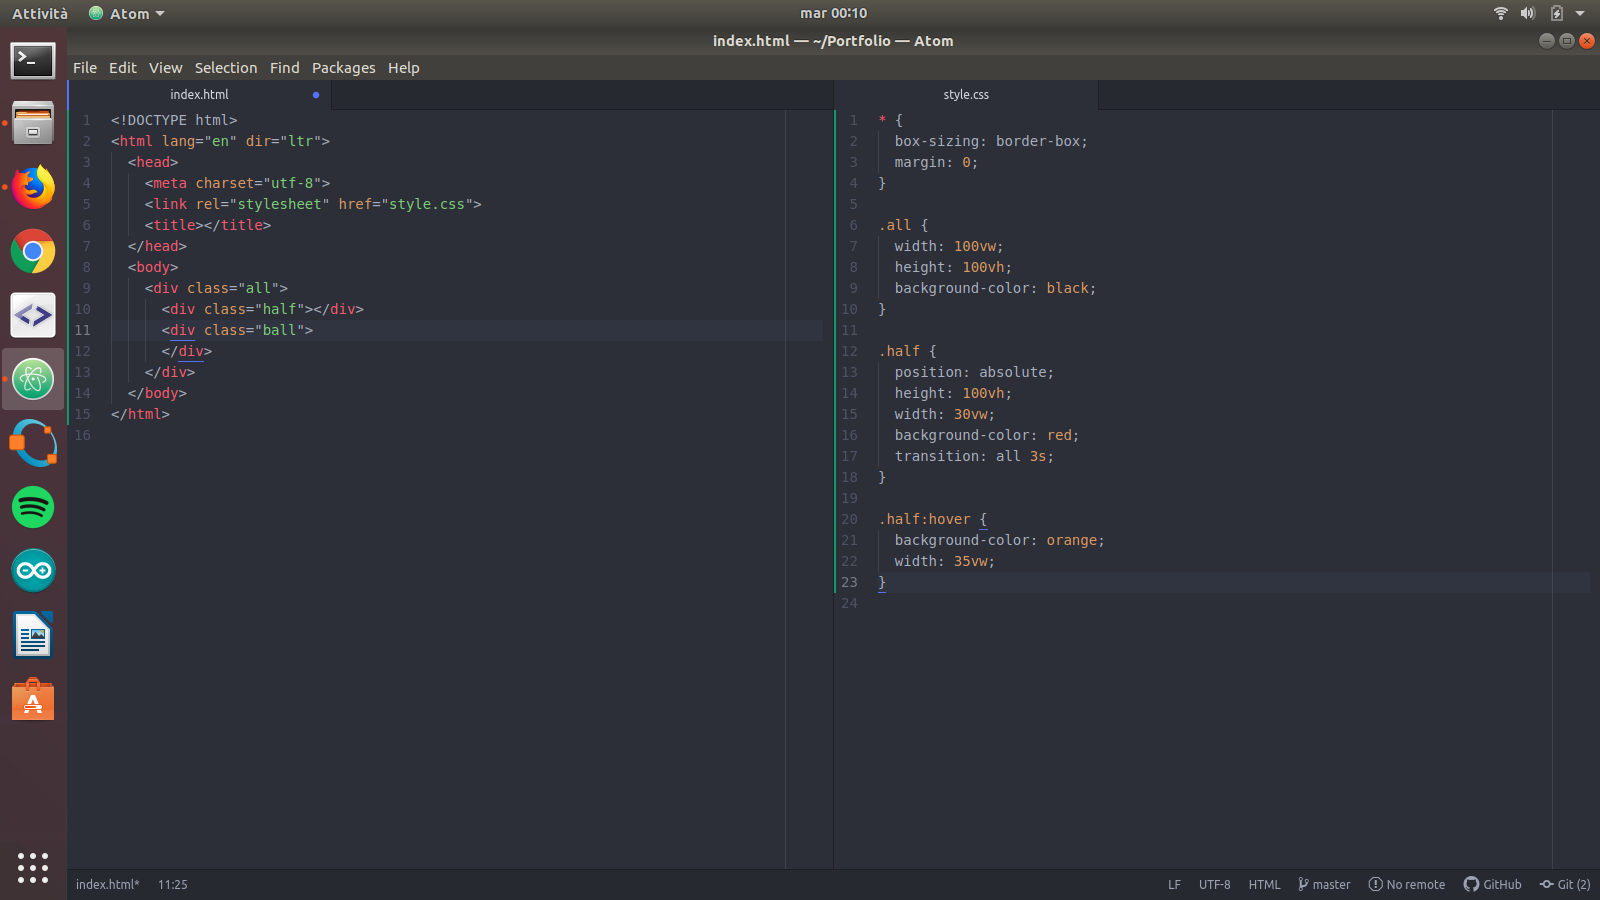 Attività Atom mar 00:10
index.html — ~/Portfolio — Atom
File Edit View Selection Find Packages Help
index.html
1 <!DOCTYPE html>
2 <html lang="en" dir="ltr">
3 <head>
4 <meta charset="utf-8">
5 <link rel="stylesheet" href="style.css">
6 <title></title>
7 </head>
8 <body>
9 <div class="all">
10 <div class="half"></div>
11 <div class="ball">
12 </div>
13 </div>
14 </body>
15 </html>
16
style.css
1 * {
2 box-sizing: border-box;
3 margin: 0;
4 }
5
6 .all {
7 width: 100vw;
8 height: 100vh;
9 background-color: black;
10 }
11
12 .half {
13 position: absolute;
14 height: 100vh;
15 width: 30vw;
16 background-color: red;
17 transition: all 3s;
18 }
19
20 .half:hover {
21 background-color: orange;
22 width: 35vw;
23 }
24
index.html* 11:25 LF UTF-8 HTML master No remote GitHub Git (2)